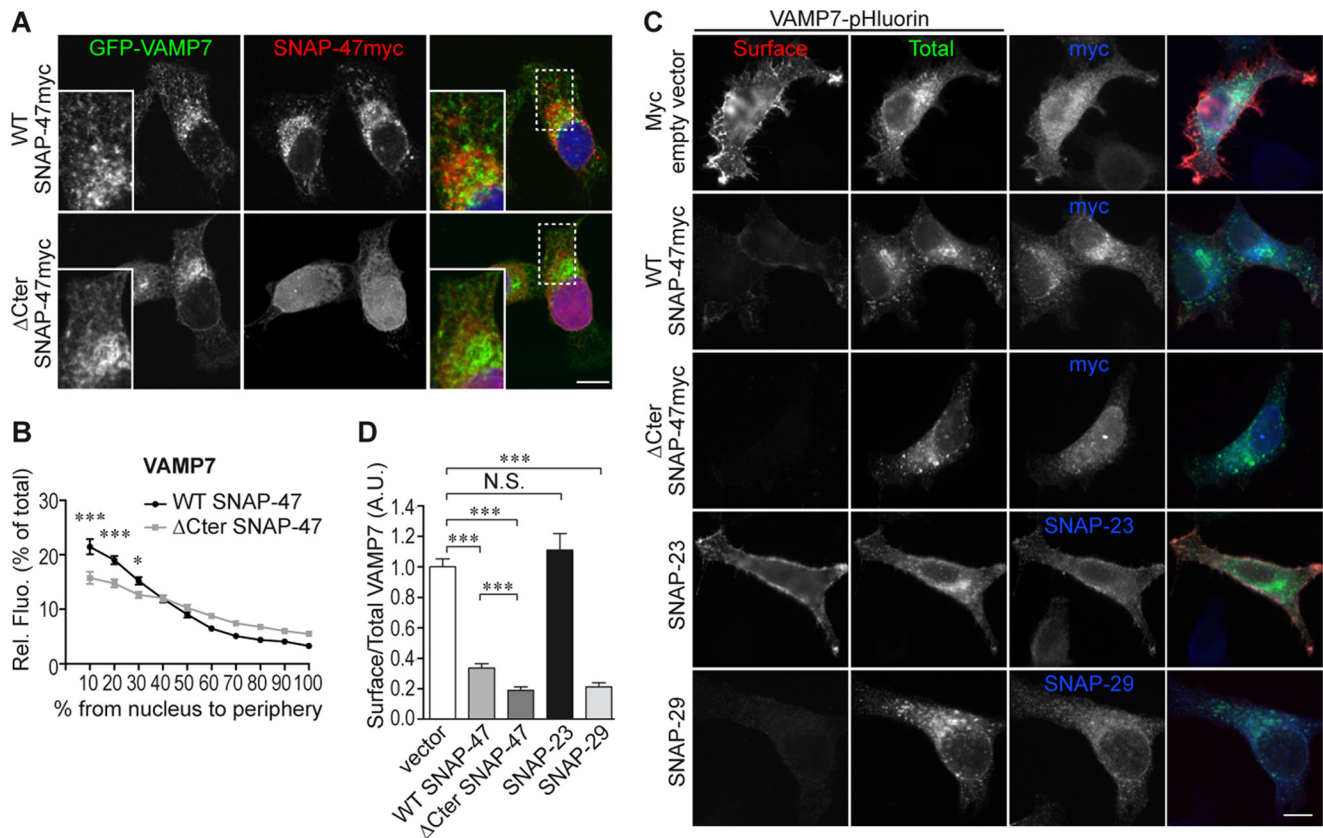 A
GFP-VAMP7
SNAP-47myc
WT
SNAP-47myc
ΔCter
SNAP-47myc
B
VAMP7
WT SNAP-47
ΔCter SNAP-47
Rel. Fluo. (% of total)
30
20
10
0
***
***
*
10 20 30 40 50 60 70 80 90 100
% from nucleus to periphery
D
Surface/Total VAMP7 (A.U.)
1.4
1.2
1.0
0.8
0.6
0.4
0.2
0.0
***
N.S.
***
***
***
vector
WT SNAP-47
ΔCter SNAP-47
SNAP-23
SNAP-29
C
VAMP7-pHluorin
Surface
Total
myc
Myc
empty vector
myc
WT
SNAP-47myc
myc
ΔCter
SNAP-47myc
SNAP-23
SNAP-23
SNAP-29
SNAP-29